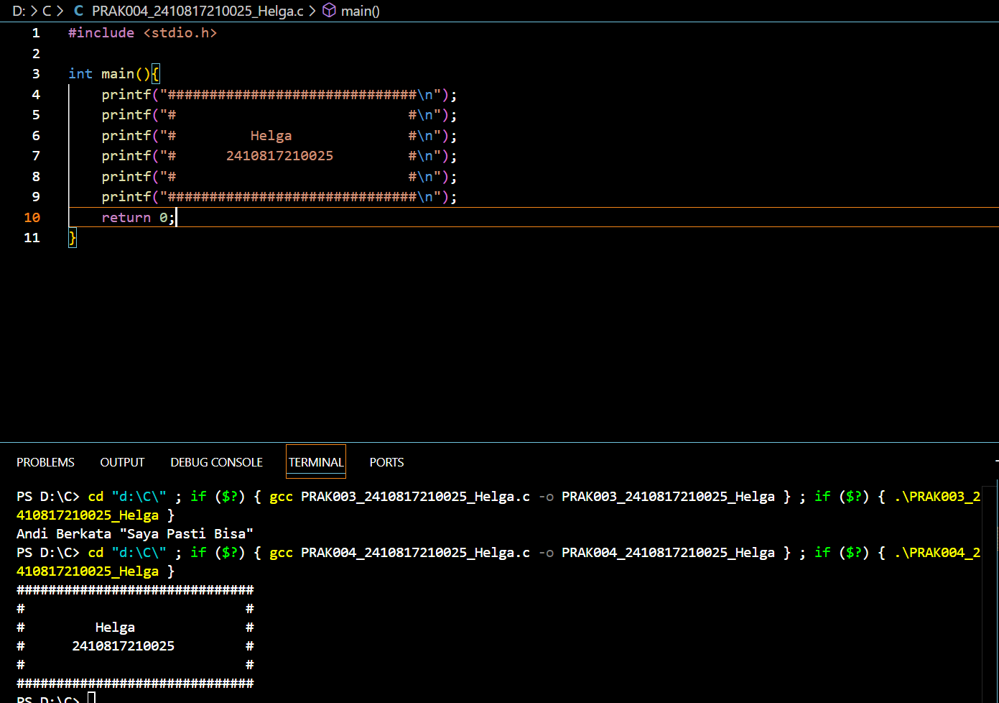 D: > C > C PRAK004_2410817210025_Helga.c > main()
1 #include <stdio.h>
2
3 int main(){
4     printf("##############################\n");
5     printf("#                            #\n");
6     printf("#         Helga              #\n");
7     printf("#      2410817210025         #\n");
8     printf("#                            #\n");
9     printf("##############################\n");
10     return 0;
11 }
PROBLEMS OUTPUT DEBUG CONSOLE TERMINAL PORTS
PS D:\C> cd "d:\C\" ; if ($?) { gcc PRAK003_2410817210025_Helga.c -o PRAK003_2410817210025_Helga } ; if ($?) { .\PRAK003_2
410817210025_Helga }
Andi Berkata "Saya Pasti Bisa"
PS D:\C> cd "d:\C\" ; if ($?) { gcc PRAK004_2410817210025_Helga.c -o PRAK004_2410817210025_Helga } ; if ($?) { .\PRAK004_2
410817210025_Helga }
##############################
#                            #
#         Helga              #
#      2410817210025         #
#                            #
##############################
PS D:\C>